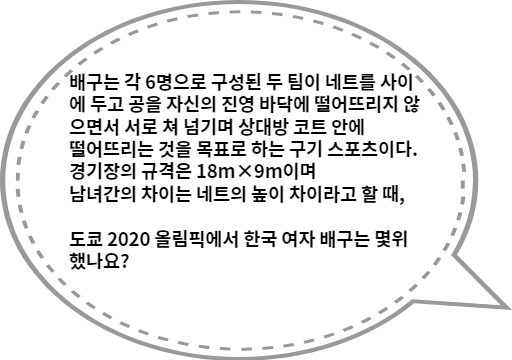 배구는 각 6명으로 구성된 두 팀이 네트를 사이
에 두고 공을 자신의 진영 바닥에 떨어뜨리지 않
으면서 서로 쳐 넘기며 상대방 코트 안에
떨어뜨리는 것을 목표로 하는 구기 스포츠이다.
경기장의 규격은 18m×9m이며
남녀간의 차이는 네트의 높이 차이라고 할 때,
도쿄 2020 올림픽에서 한국 여자 배구는 몇위
했나요?